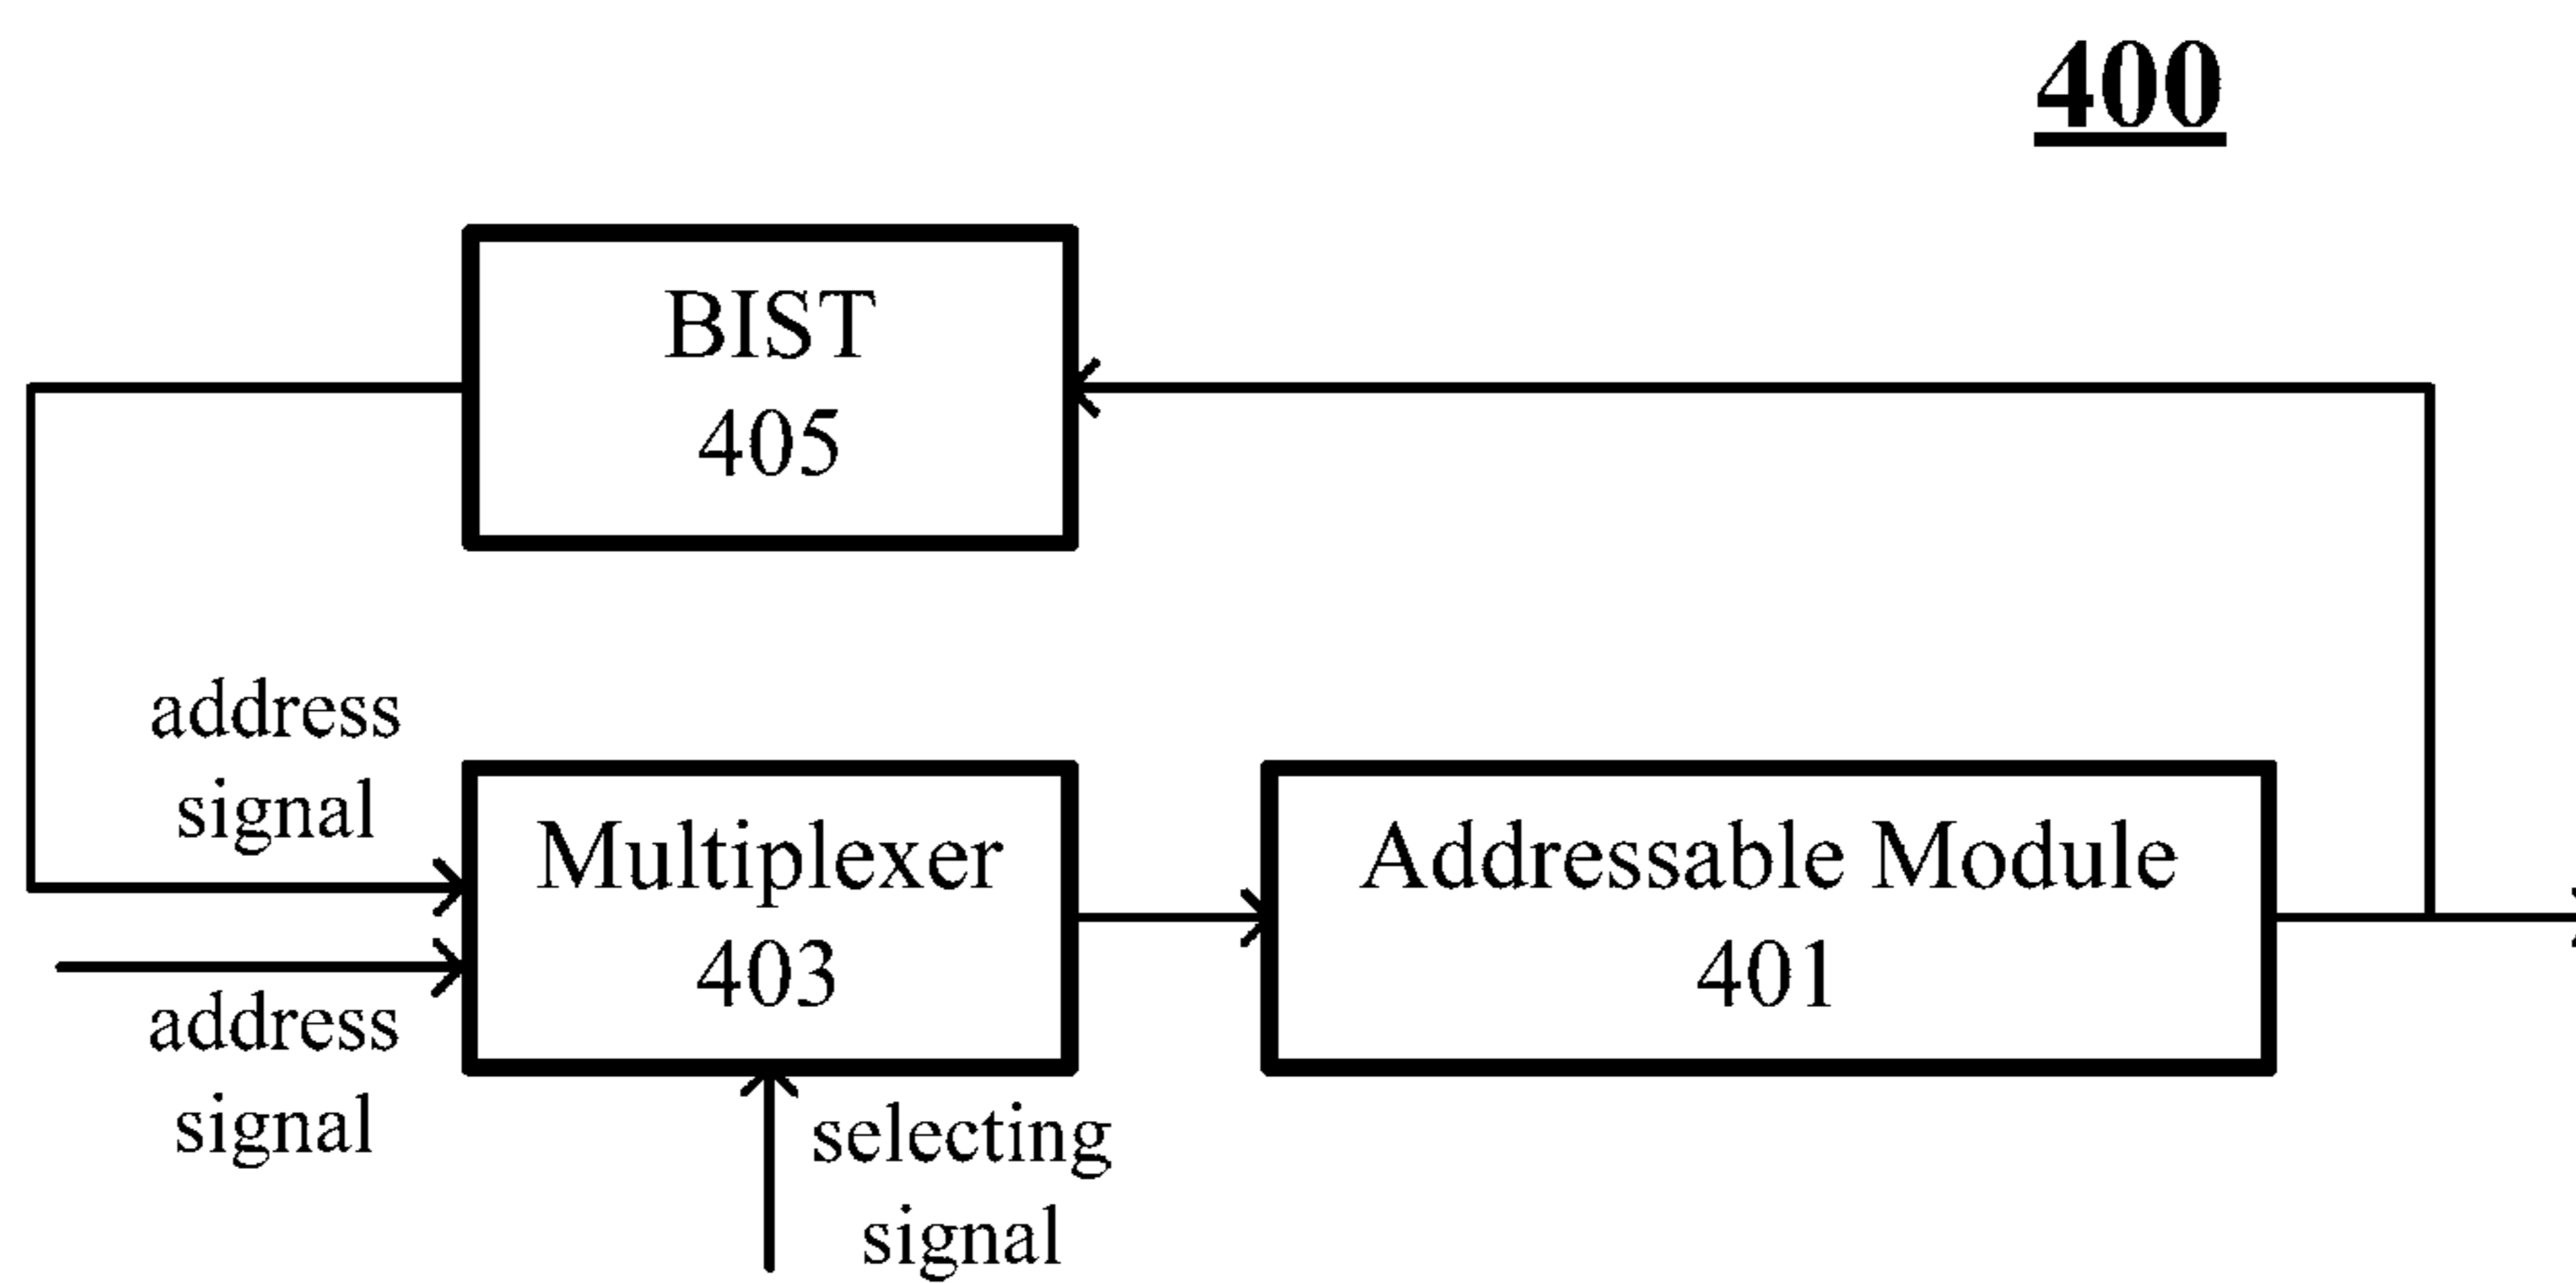 400
BIST
405
address
signal
Multiplexer
403
Addressable Module
401
address
signal
selecting
signal